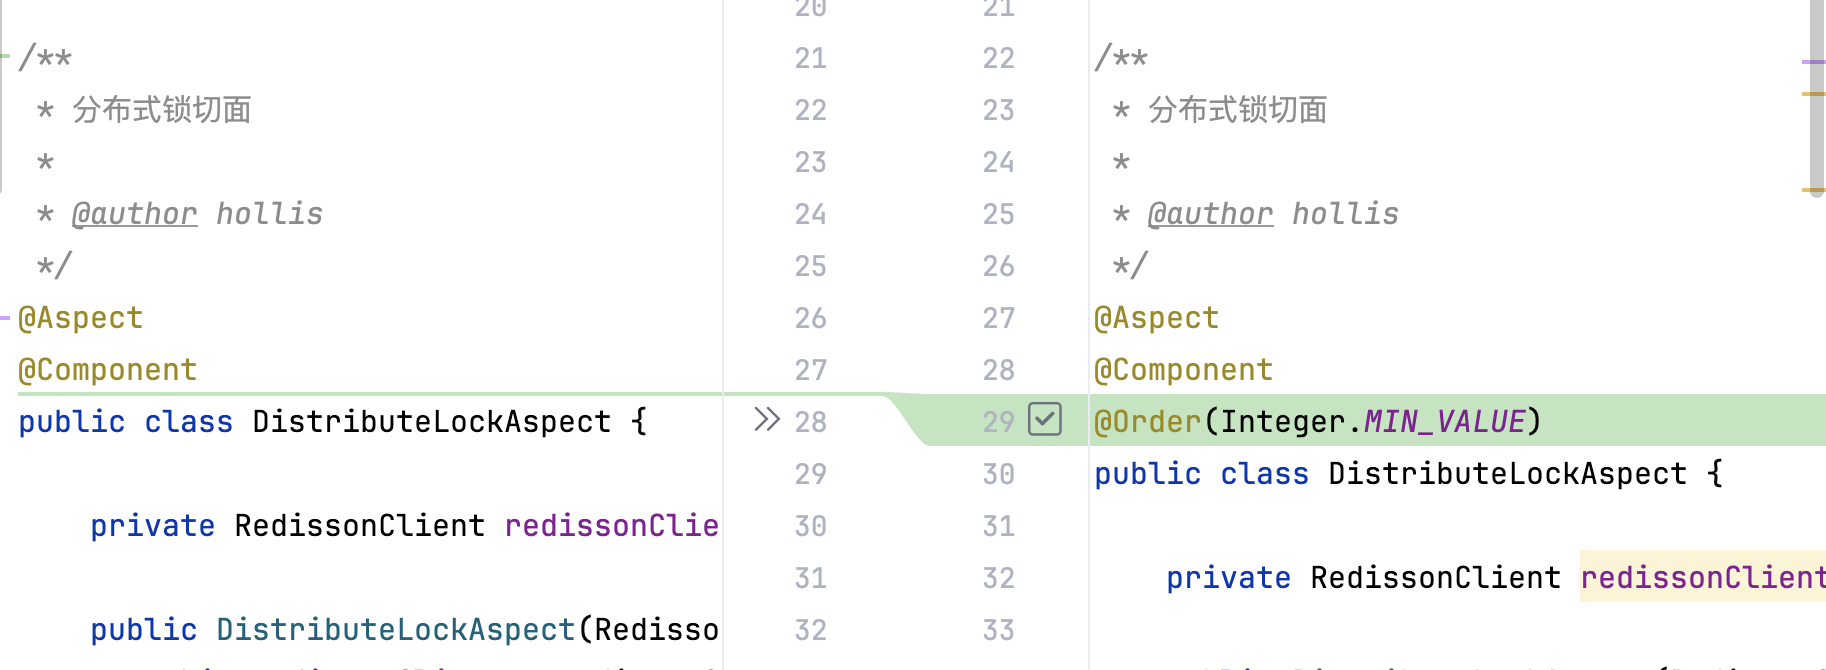 20 21
/** 21 22 /**
* 分布式锁切面 22 23 * 分布式锁切面
* 23 24 *
* @author hollis 24 25 * @author hollis
*/ 25 26 */
@Aspect 26 27 @Aspect
@Component 27 28 @Component
public class DistributeLockAspect { 28 29 @Order(Integer.MIN_VALUE)
29 30 public class DistributeLockAspect {
private RedissonClient redissonClie 30 31
31 32 private RedissonClient redissonClient
public DistributeLockAspect(Redisso 32 33